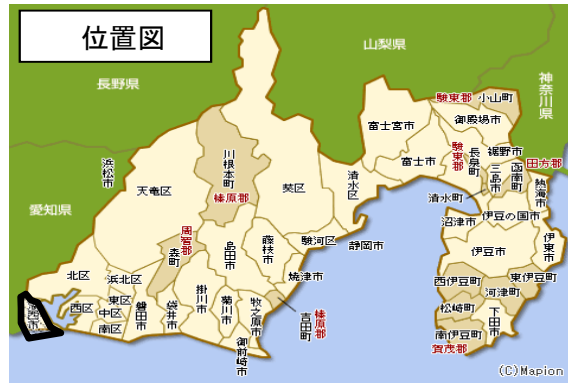 位置図
山梨県
長野県
神奈川県
愛知県
駿東郡
小山町
御殿場市
富士宮市
富士市
駿東郡
長泉町
裾野市
三島市
函南町
田方郡
熱海市
清水町
沼津市
伊豆の国市
伊東市
伊豆市
西伊豆町
東伊豆町
河津町
松崎町
下田市
南伊豆町
賀茂郡
浜松市
天竜区
川根本町
榛原郡
葵区
清水区
駿河区
静岡市
周智郡
森町
島田市
藤枝市
焼津市
北区
浜北区
西区
東区
中区
南区
磐田市
袋井市
掛川市
菊川市
牧之原市
吉田町
榛原郡
御前崎市
湖西市
(C)Mapion